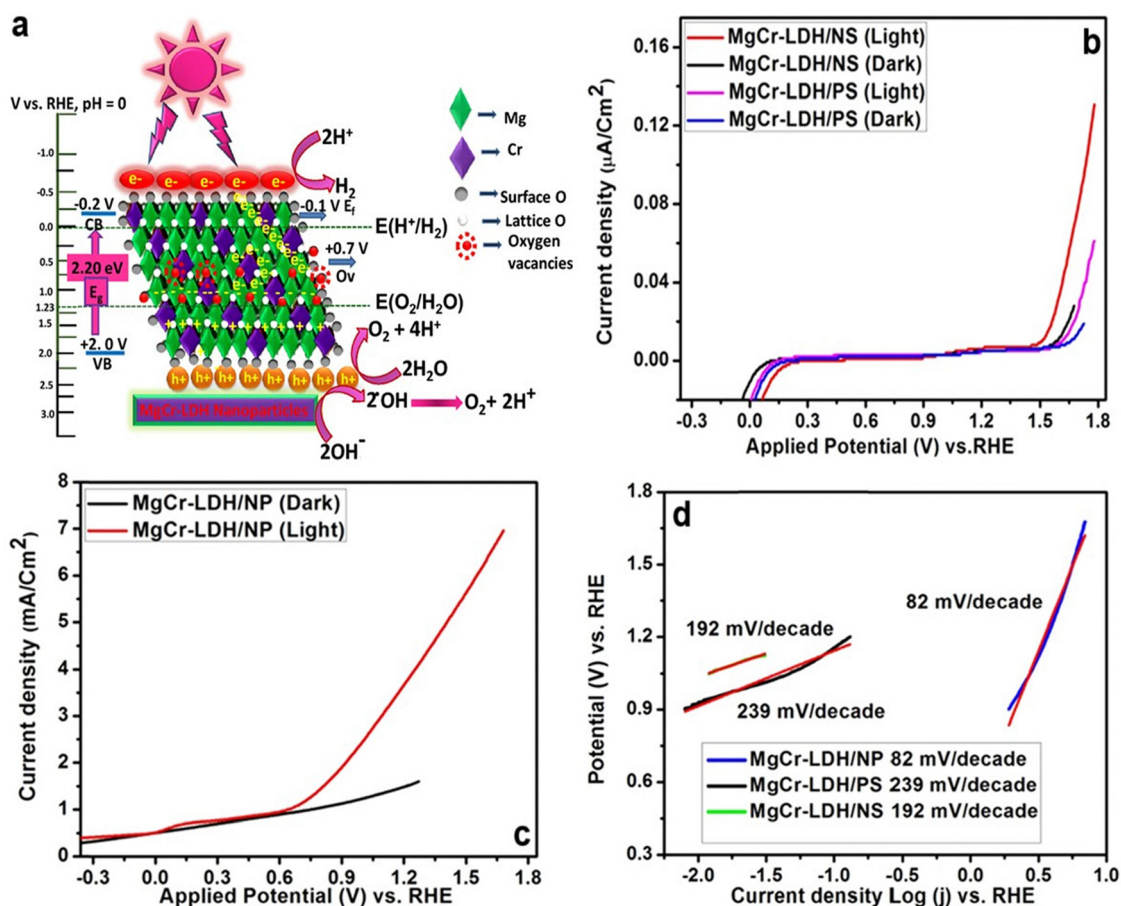 a
V vs. RHE, pH = 0
-1.0
-0.5
-0.2 V
CB
0.0
0.5
2.20 eV
Eg
1.0
1.23
1.5
+2. 0 V
2.0
VB
2.5
3.0
e- e- e- e- e-
2H+
H2
-0.1 V Ef
E(H+/H2)
+0.7 V
Ov
E(O2/H2O)
O2 + 4H+
2H2O
h+ h+ h+ h+ h+ h+ h+ h+
MgCr-LDH Nanoparticles
2˙OH
O2+ 2H+
2OH-
Mg
Cr
Surface O
Lattice O
Oxygen
vacancies
b
MgCr-LDH/NS (Light)
MgCr-LDH/NS (Dark)
MgCr-LDH/PS (Light)
MgCr-LDH/PS (Dark)
Current density (µA/Cm2)
0.16
0.12
0.08
0.04
0.00
-0.3 0.0 0.3 0.6 0.9 1.2 1.5 1.8
Applied Potential (V) vs.RHE
MgCr-LDH/NP (Dark)
MgCr-LDH/NP (Light)
Current density (mA/Cm2)
8
7
6
5
4
3
2
1
0
c
-0.3 0.0 0.3 0.6 0.9 1.2 1.5 1.8
Applied Potential (V) vs. RHE
d
Potential (V) vs. RHE
1.8
1.5
1.2
0.9
0.6
0.3
192 mV/decade
239 mV/decade
82 mV/decade
MgCr-LDH/NP 82 mV/decade
MgCr-LDH/PS 239 mV/decade
MgCr-LDH/NS 192 mV/decade
-2.0 -1.5 -1.0 -0.5 0.0 0.5 1.0
Current density Log (j) vs. RHE